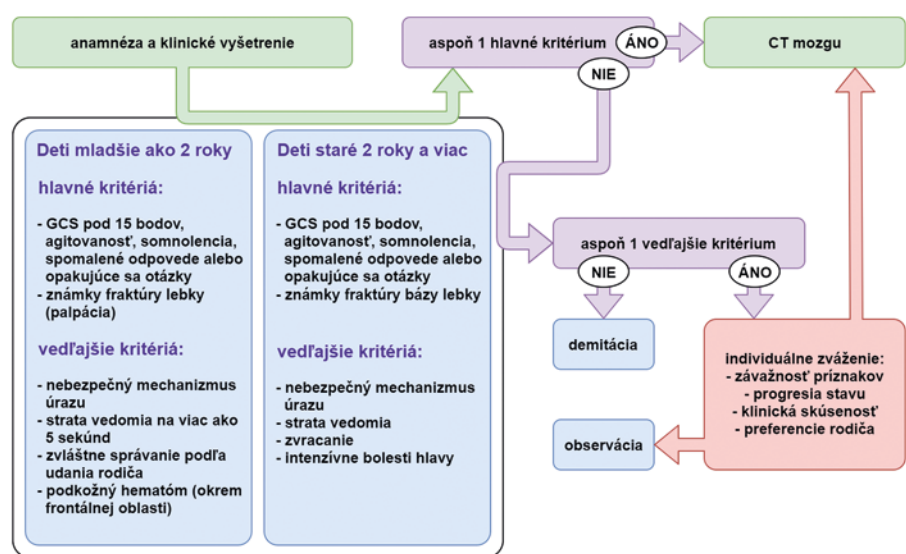 anamnéza a klinické vyšetrenie
aspoň 1 hlavné kritérium
ÁNO
CT mozgu
NIE
Deti mladšie ako 2 roky
hlavné kritériá:
- GCS pod 15 bodov,
agitovanosť, somnolencia,
spomalené odpovede alebo
opakujúce sa otázky
- známky fraktúry lebky
(palpácia)
vedľajšie kritériá:
- nebezpečný mechanizmus
úrazu
- strata vedomia na viac ako
5 sekúnd
- zvláštne správanie podľa
udania rodiča
- podkožný hematóm (okrem
frontálnej oblasti)
Deti staré 2 roky a viac
hlavné kritériá:
- GCS pod 15 bodov,
agitovanosť, somnolencia,
spomalené odpovede alebo
opakujúce sa otázky
- známky fraktúry bázy lebky
vedľajšie kritériá:
- nebezpečný mechanizmus
úrazu
- strata vedomia
- zvracanie
- intenzívne bolesti hlavy
aspoň 1 vedľajšie kritérium
NIE
ÁNO
demitácia
individuálne zváženie:
- závažnosť príznakov
- progresia stavu
- klinická skúsenosť
- preferencie rodiča
observácia